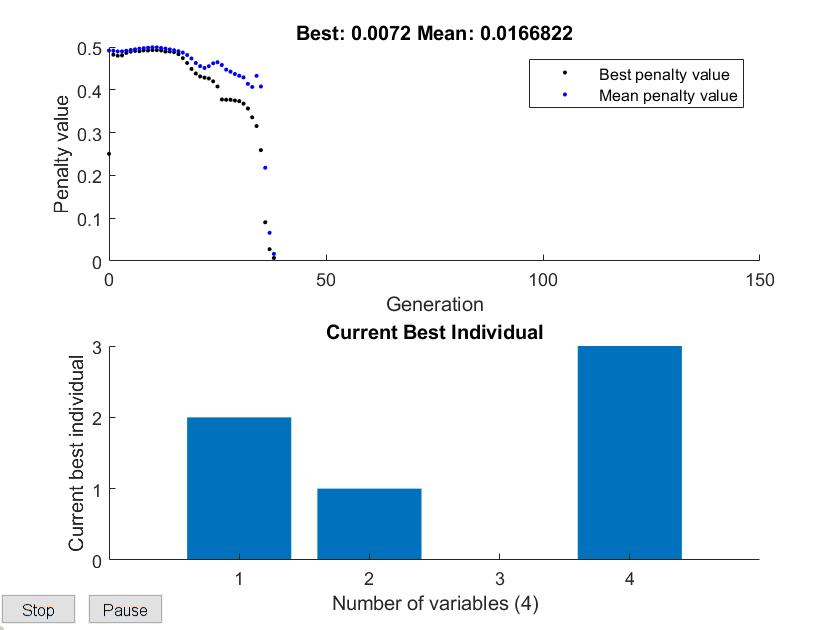 Best: 0.0072 Mean: 0.0166822
0.5
0.4
0.3
0.2
0.1
0
Penalty value
Best penalty value
Mean penalty value
0 50 100 150
Generation
Current Best Individual
3
2
1
0
Current best individual
1 2 3 4
Number of variables (4)
Stop Pause